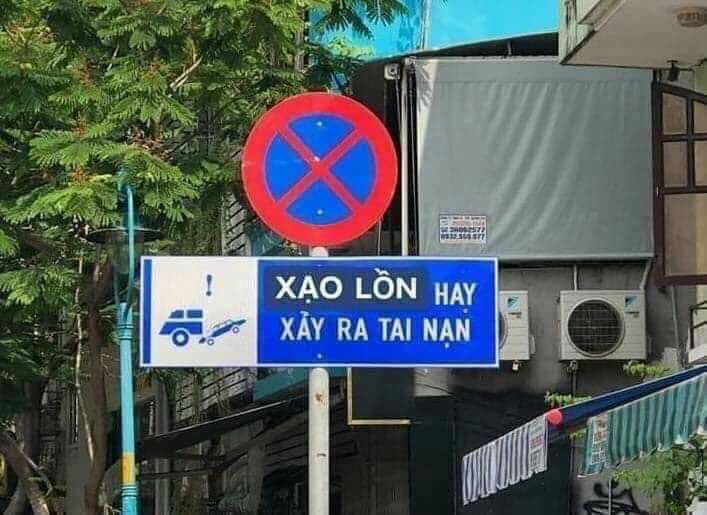 !
XẠO LỒN HAY
XẢY RA TAI NẠN